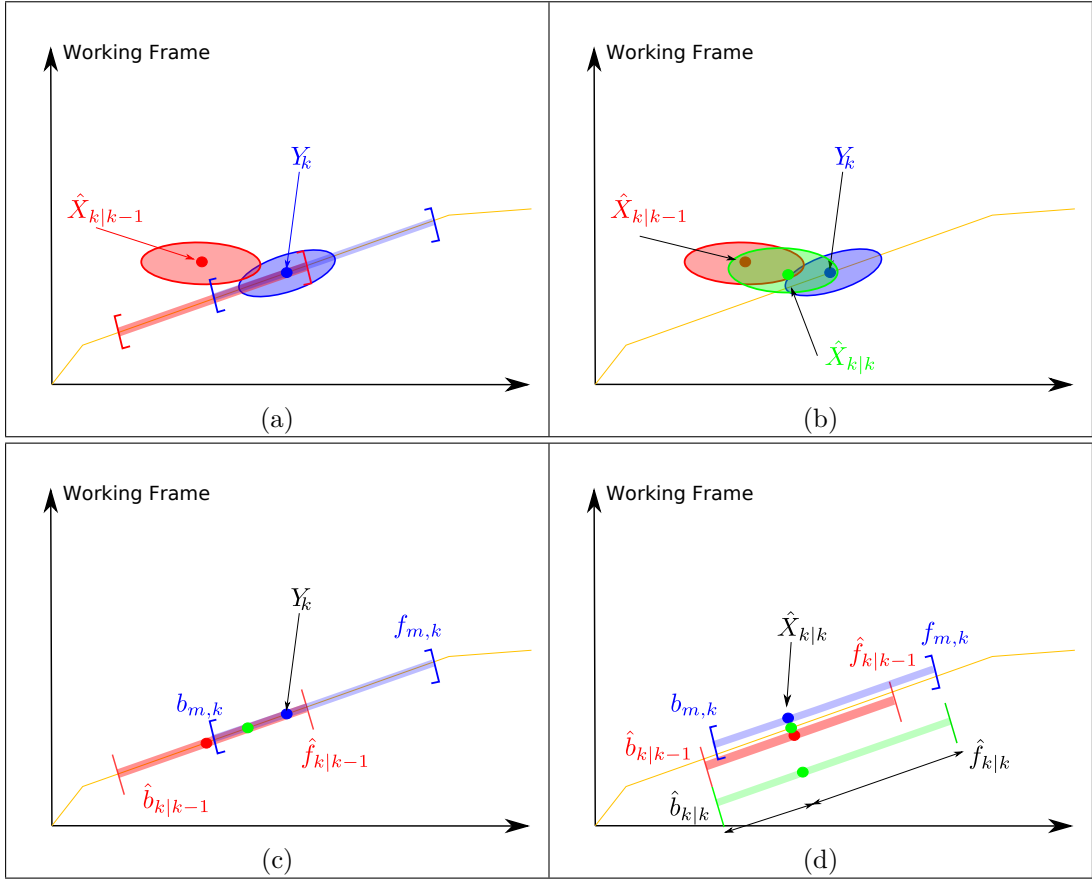 Working Frame
$Y_k$
$\hat{X}_{k|k-1}$
(a)
Working Frame
$Y_k$
$\hat{X}_{k|k-1}$
$\hat{X}_{k|k}$
(b)
Working Frame
$Y_k$
$f_{m,k}$
$b_{m,k}$
$\hat{f}_{k|k-1}$
$\hat{b}_{k|k-1}$
(c)
Working Frame
$\hat{X}_{k|k}$
$f_{m,k}$
$\hat{f}_{k|k-1}$
$b_{m,k}$
$\hat{b}_{k|k-1}$
$\hat{f}_{k|k}$
$\hat{b}_{k|k}$
(d)